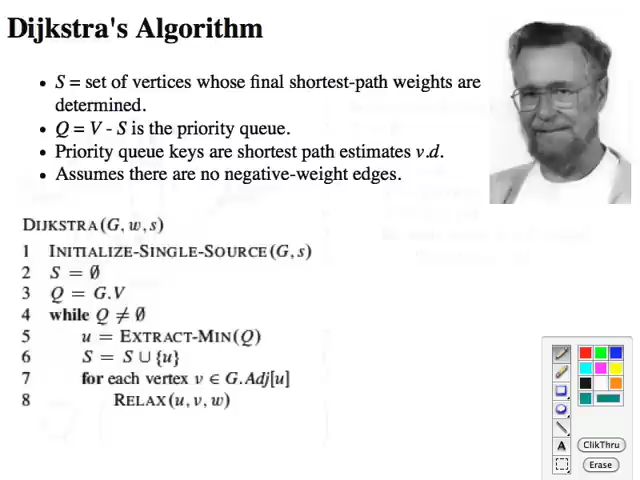 Dijkstra's Algorithm
• S = set of vertices whose final shortest-path weights are
determined.
• Q = V - S is the priority queue.
• Priority queue keys are shortest path estimates v.d.
• Assumes there are no negative-weight edges.
DIJKSTRA(G, w, s)
1 INITIALIZE-SINGLE-SOURCE(G, s)
2 S = ∅
3 Q = G.V
4 while Q ≠ ∅
5 u = EXTRACT-MIN(Q)
6 S = S ∪ {u}
7 for each vertex v ∈ G.Adj[u]
8 RELAX(u, v, w)
A
ClikThru
Erase